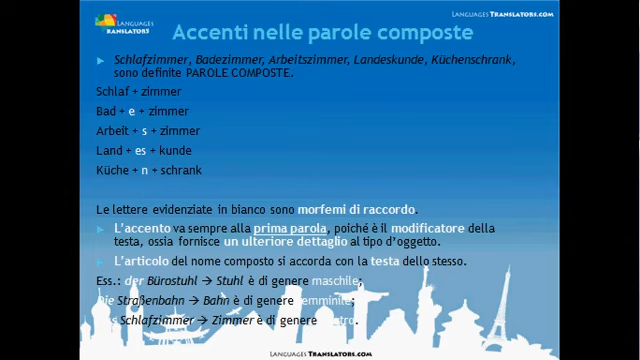 LANGUAGES
TRANSLATORS
LANGUAGES TRANSLATORS.COM
Accenti nelle parole composte
Schlafzimmer, Badezimmer, Arbeitszimmer, Landeskunde, Küchenschrank,
sono definite PAROLE COMPOSTE.
Schlaf + zimmer
Bad + e + zimmer
Arbeit + s + zimmer
Land + es + kunde
Küche + n + schrank
Le lettere evidenziate in bianco sono morfemi di raccordo.
L'accento va sempre alla prima parola, poiché è il modificatore della
testa, ossia fornisce un ulteriore dettaglio al tipo d'oggetto.
L'articolo del nome composto si accorda con la testa dello stesso.
Ess.: der Bürostuhl → Stuhl è di genere maschile;
die Straßenbahn → Bahn è di genere femminile;
Schlafzimmer → Zimmer è di genere
LANGUAGES TRANSLATORS.COM